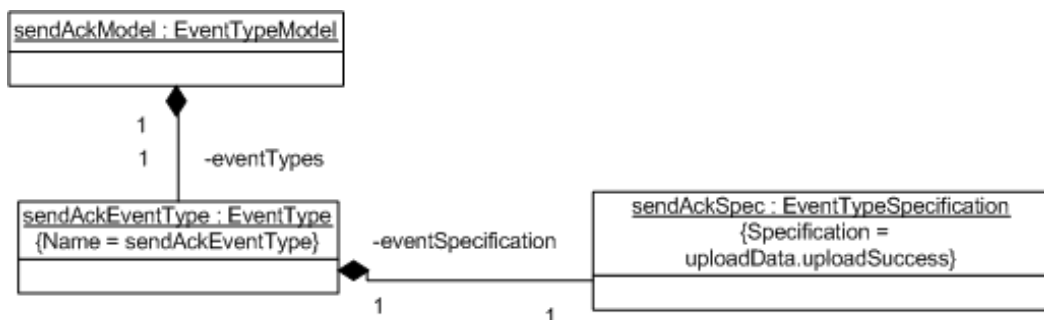 sendAckModel : EventTypeModel
1
1
-eventTypes
sendAckEventType : EventType
{Name = sendAckEventType}
-eventSpecification
1
1
sendAckSpec : EventTypeSpecification
{Specification =
uploadData.uploadSuccess}